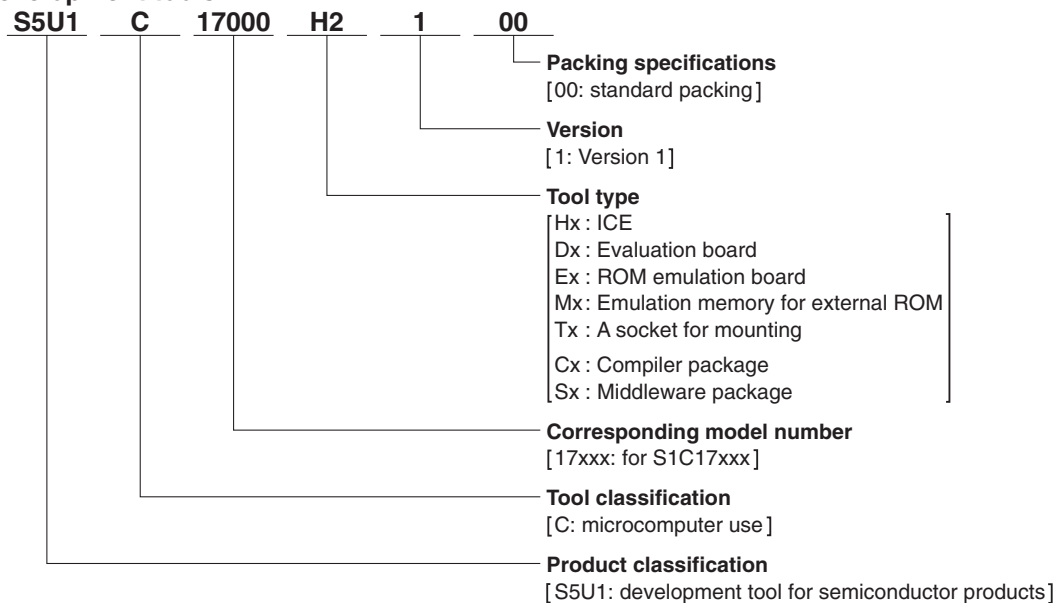 S5U1 C 17000 H2 1 00
Packing specifications
[00: standard packing]
Version
[1: Version 1]
Tool type
[Hx : ICE
Dx : Evaluation board
Ex : ROM emulation board
Mx : Emulation memory for external ROM
Tx : A socket for mounting
Cx : Compiler package
Sx : Middleware package]
Corresponding model number
[17xxx: for S1C17xxx]
Tool classification
[C: microcomputer use]
Product classification
[S5U1: development tool for semiconductor products]